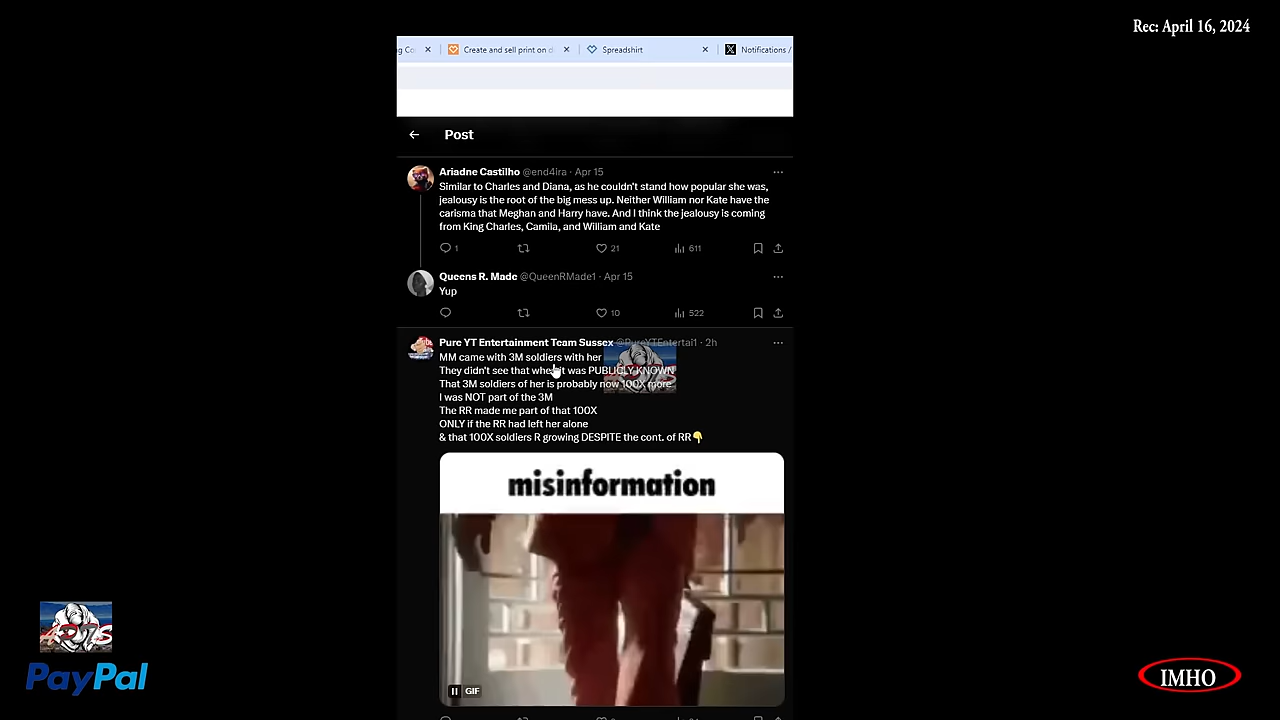 Rec: April 16, 2024
Create and sell print on d
Spreadshirt
Notifications /
Post
Ariadne Castilho @end4ira · Apr 15
Similar to Charles and Diana, as he couldn't stand how popular she was,
jealousy is the root of the big mess up. Neither William nor Kate have the
carisma that Meghan and Harry have. And I think the jealousy is coming
from King Charles, Camila, and William and Kate
1 21 611
Queens R. Made @QueenRMade1 · Apr 15
Yup
10 522
Pure YT Entertainment Team Sussex @PureYTEntertai1 · 2h
MM came with 3M soldiers with her
They didn't see that when it was PUBLICLY KNOWN
That 3M soldiers of her is probably now 100X more
I was NOT part of the 3M
The RR made me part of that 100X
ONLY if the RR had left her alone
& that 100X soldiers R growing DESPITE the cont. of RR👇
misinformation
GIF
PayPal
IMHO